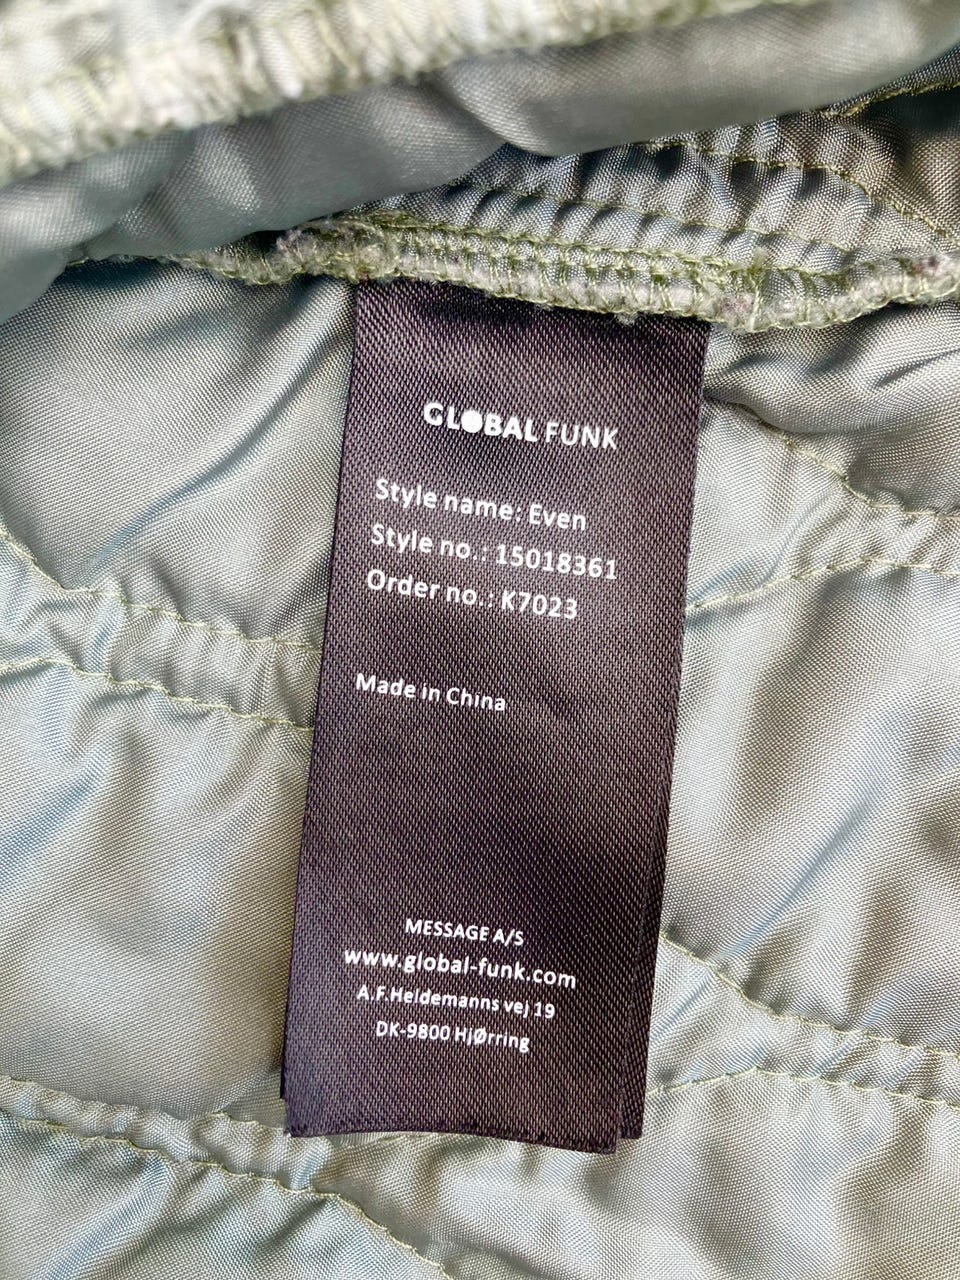 GLOBAL FUNK
Style name: Even
Style no.: 15018361
Order no.: K7023
Made in China
MESSAGE A/S
www.global-funk.com
A.F.Heidemanns vej 19
DK-9800 HjØrring